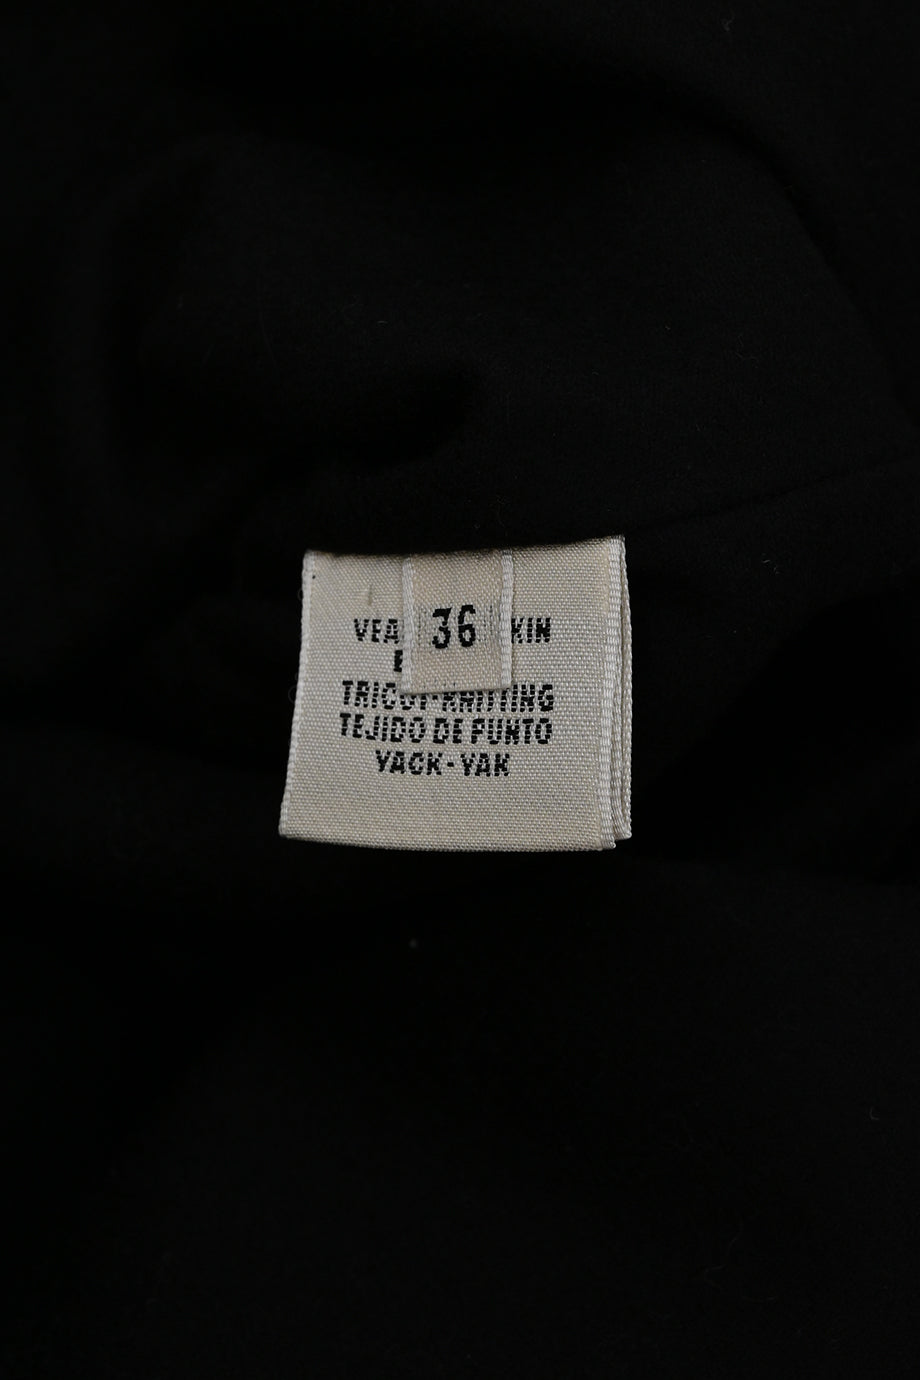 36
TRICOT-KNITTING
TEJIDO DE PUNTO
YACK-YAK